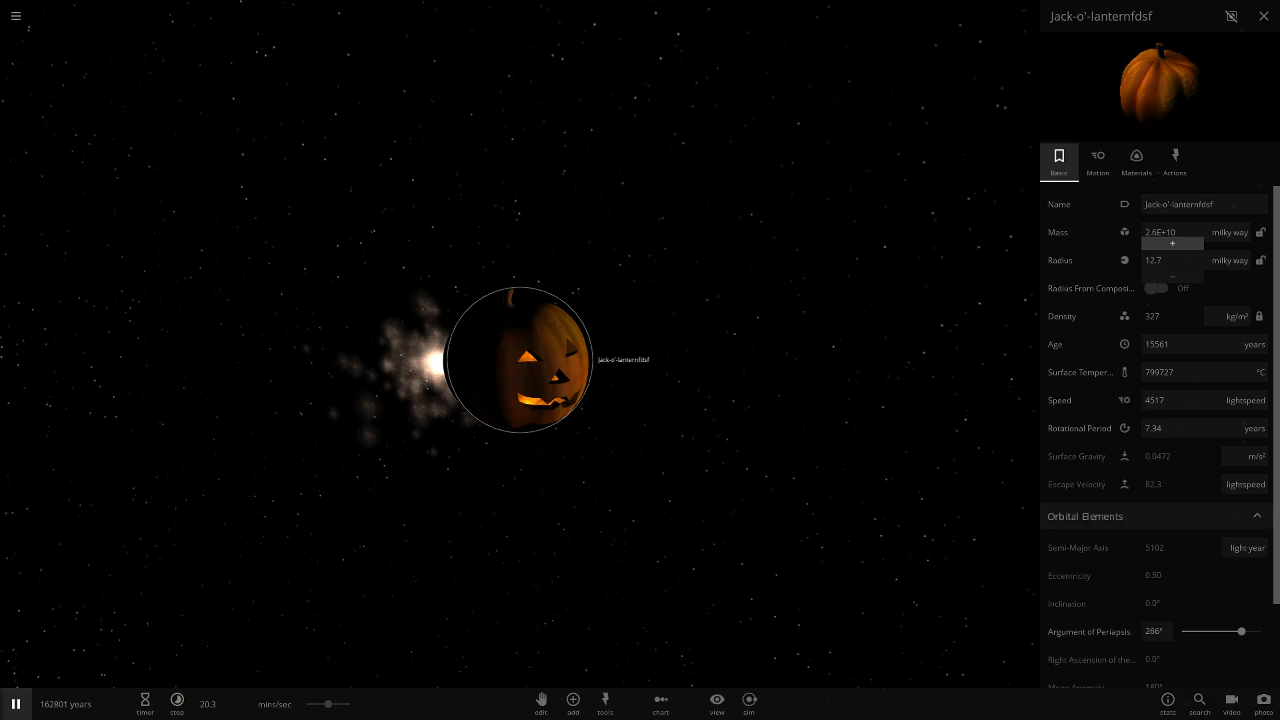 Jack-o'-lanternfdsf
Basic Motion Materials Actions
Name Jack-o'-lanternfdsf
Mass 2.6E+10 milky way
+
Radius 12.7 milky way
−
Radius From Composi... Off
Density 327 kg/m³
Age 15561 years
Surface Temper... 799727 °C
Speed 4517 lightspeed
Rotational Period 7.34 years
Surface Gravity 0.0472 m/s²
Escape Velocity 82.3 lightspeed
Orbital Elements
Semi-Major Axis 5102 light year
Eccentricity 0.50
Inclination 0.0°
Argument of Periapsis 266°
Right Ascension of the... 0.0°
Mean Anomaly 180°
Jack-o'-lanternfdsf
162801 years timer step 20.3 mins/sec edit add tools chart view sim stats search video photo